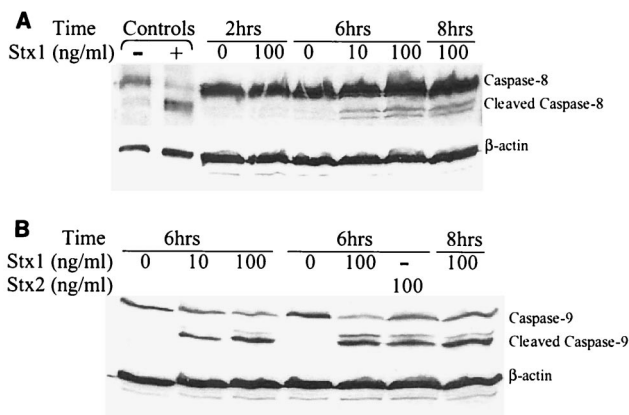 A
Time Controls 2hrs 6hrs 8hrs
Stx1 (ng/ml) - + 0 100 0 10 100 100
Caspase-8
Cleaved Caspase-8
β-actin
B
Time 6hrs 6hrs 8hrs
Stx1 (ng/ml) 0 10 100 0 100 - 100
Stx2 (ng/ml) 100
Caspase-9
Cleaved Caspase-9
β-actin